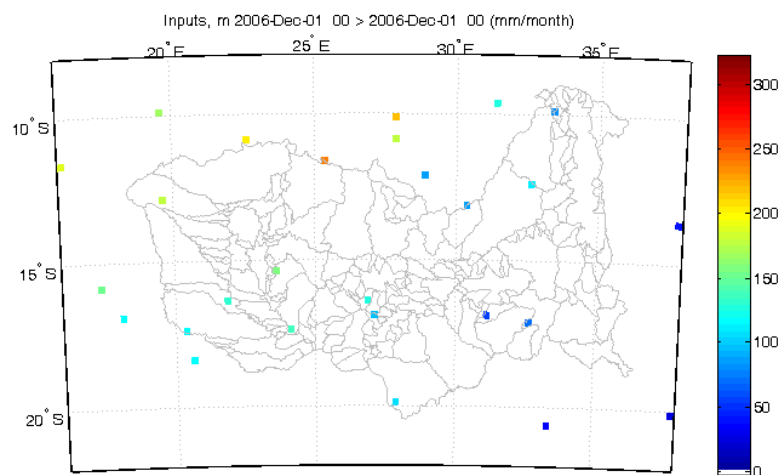 Inputs, m 2006-Dec-01 00 > 2006-Dec-01 00 (mm/month)
20° E 25° E 30° E 35° E
300
10° S
250
200
15° S
150
100
20° S
50
0